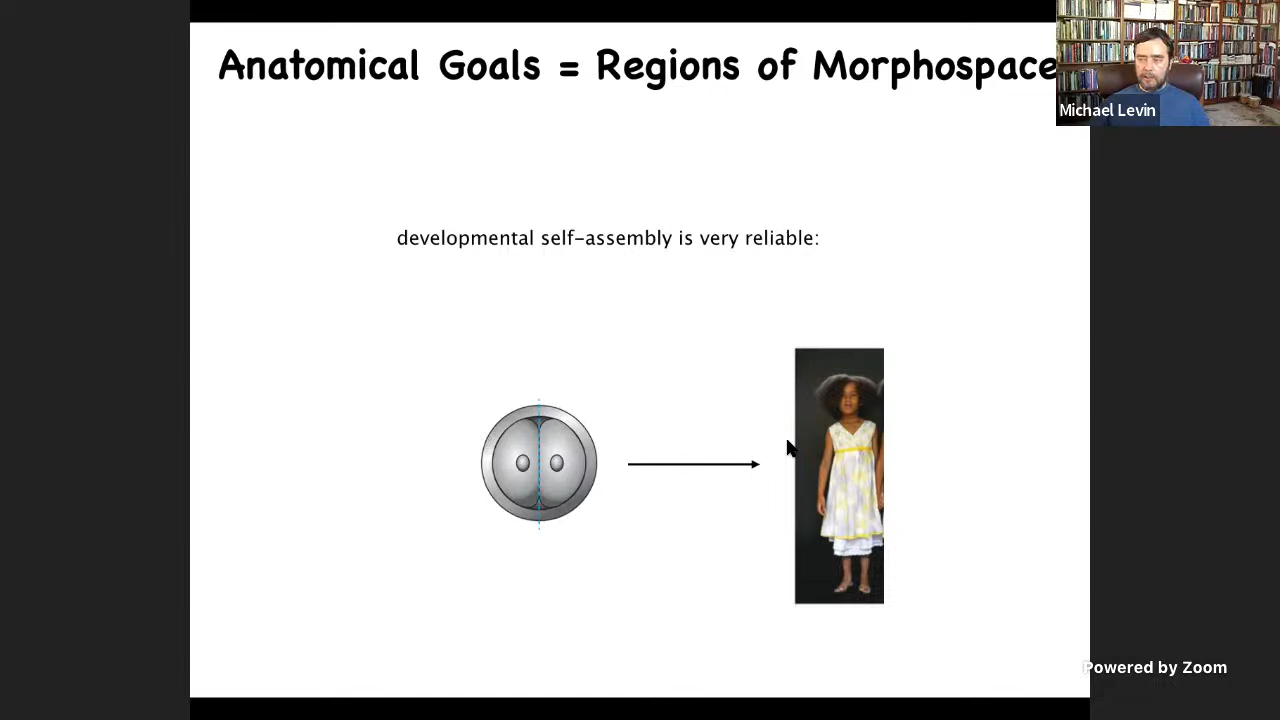 Anatomical Goals = Regions of Morphospace
Michael Levin
developmental self-assembly is very reliable:
Powered by Zoom